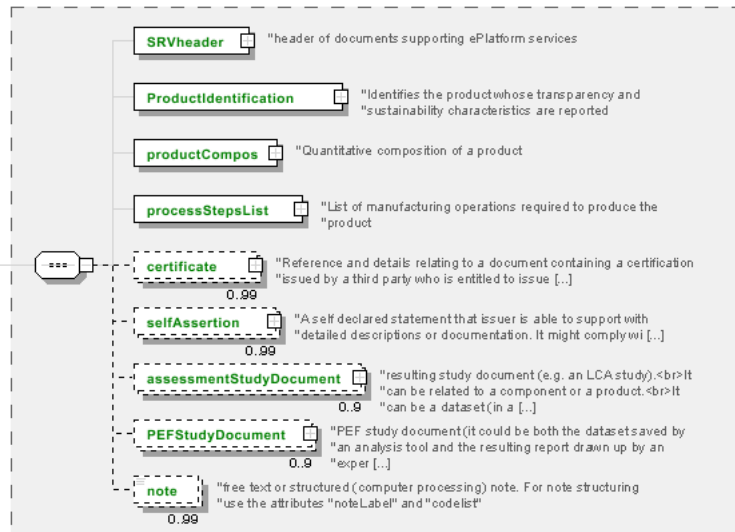 SRVheader
"header of documents supporting ePlatform services
ProductIdentification
"Identifies the product whose transparency and
"sustainability characteristics are reported
productCompos
"Quantitative composition of a product
processStepsList
"List of manufacturing operations required to produce the
"product
certificate
"Reference and details relating to a document containing a certification
"issued by a third party who is entitled to issue [...]
0..99
selfAssertion
"A self declared statement that issuer is able to support with
"detailed descriptions or documentation. It might comply wi [...]
0..99
assessmentStudyDocument
"resulting study document (e.g. an LCA study).<br>It
"can be related to a component or a product.<br>It
"can be a dataset (in a [...]
0..9
PEFStudyDocument
"PEF study document (it could be both the dataset saved by
"an analysis tool and the resulting report drawn up by an
"exper [...]
0..9
note
"free text or structured (computer processing) note. For note structuring
"use the attributes "noteLabel" and "codelist"
0..99